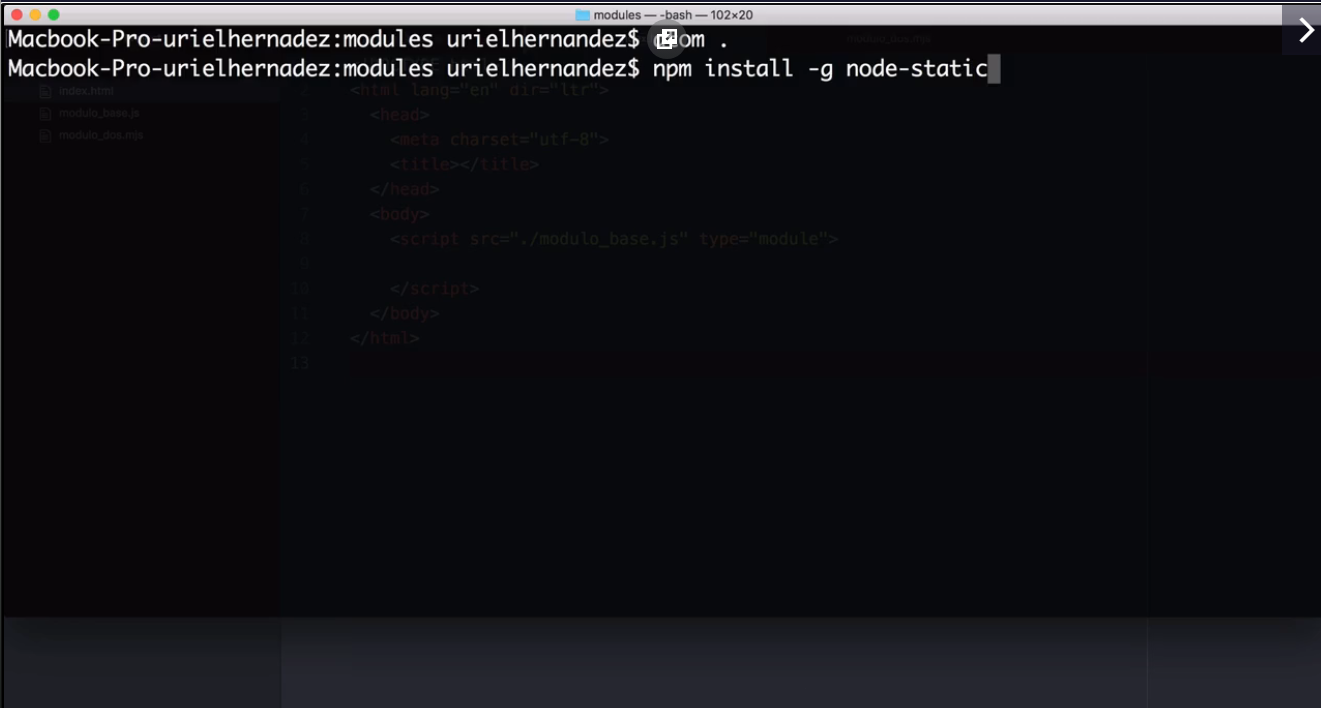 modules — -bash — 102×20
Macbook-Pro-urielhernadez:modules urielhernandez$ atom .
Macbook-Pro-urielhernadez:modules urielhernandez$ npm install -g node-static
modulo_dos.mjs
index.html
modulo_base.js
modulo_dos.mjs
2 <html lang="en" dir="ltr">
3 <head>
4 <meta charset="utf-8">
5 <title></title>
6 </head>
7 <body>
8 <script src="./modulo_base.js" type="module">
9
10 </script>
11 </body>
12 </html>
13